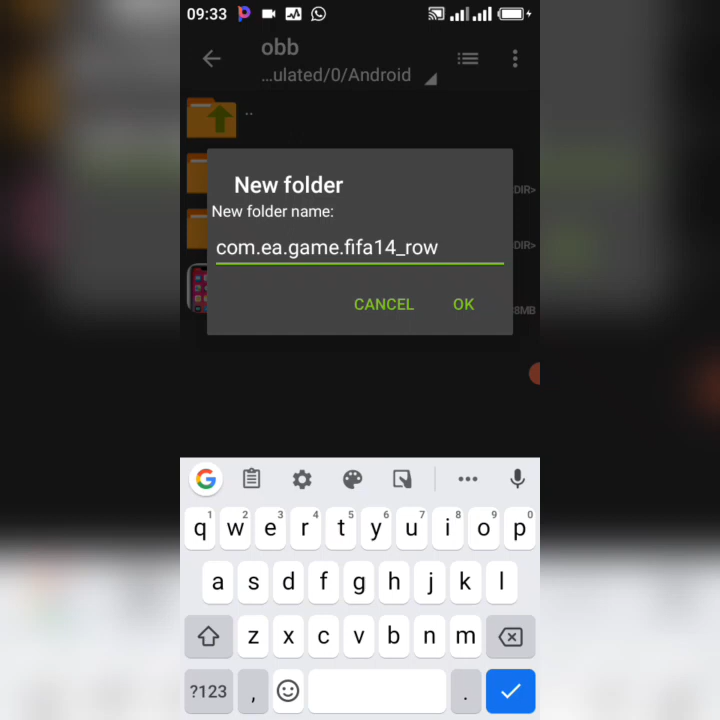 09:33
obb
...ulated/0/Android
..
DIR>
New folder
New folder name:
DIR>
com.ea.game.fifa14_row
CANCEL OK
8MB
G
1 2 3 4 5 6 7 8 9 0
q w e r t y u i o p
a s d f g h j k l
z x c v b n m
?123 , .